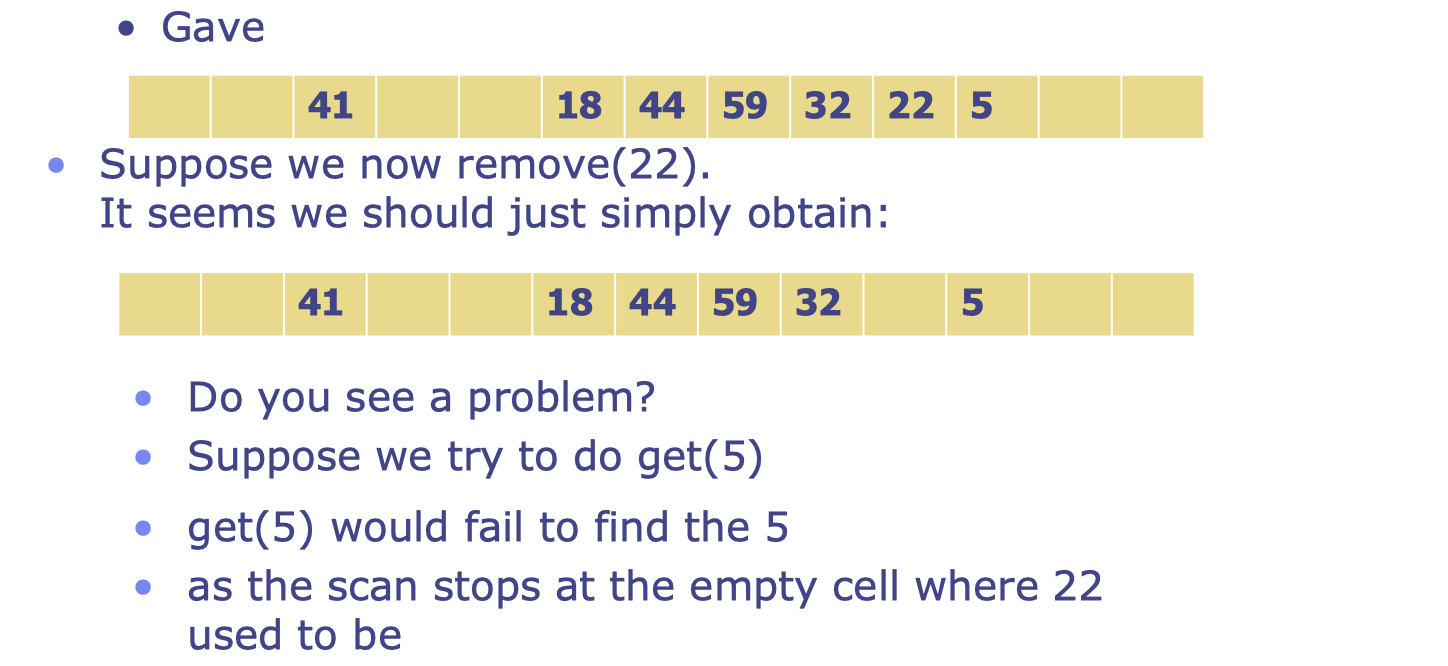 • Gave
41 18 44 59 32 22 5
• Suppose we now remove(22).
It seems we should just simply obtain:
41 18 44 59 32 5
• Do you see a problem?
• Suppose we try to do get(5)
• get(5) would fail to find the 5
• as the scan stops at the empty cell where 22
used to be